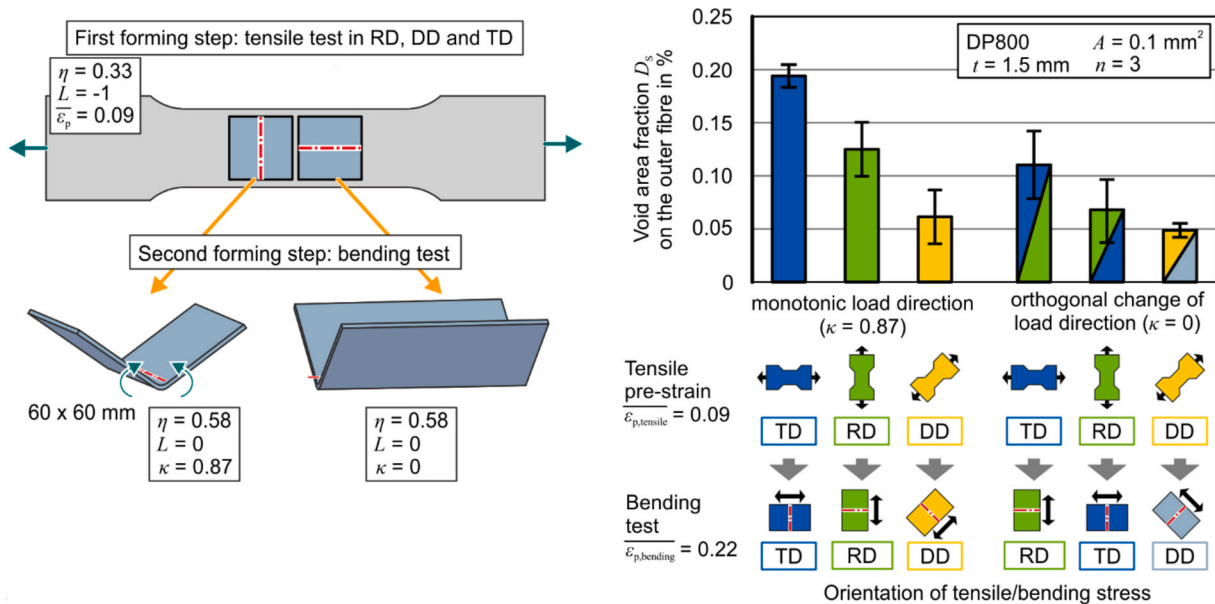 First forming step: tensile test in RD, DD and TD
η = 0.33
L = -1
ε̅p = 0.09
Second forming step: bending test
60 x 60 mm
η = 0.58
L = 0
κ = 0.87
η = 0.58
L = 0
κ = 0
Void area fraction Ds
on the outer fibre in %
0.25
0.20
0.15
0.10
0.05
0
DP800 A = 0.1 mm²
t = 1.5 mm n = 3
monotonic load direction
(κ = 0.87)
orthogonal change of
load direction (κ = 0)
Tensile
pre-strain
ε̅p,tensile = 0.09
TD RD DD TD RD DD
Bending
test
ε̅p,bending = 0.22
TD RD DD RD TD DD
Orientation of tensile/bending stress